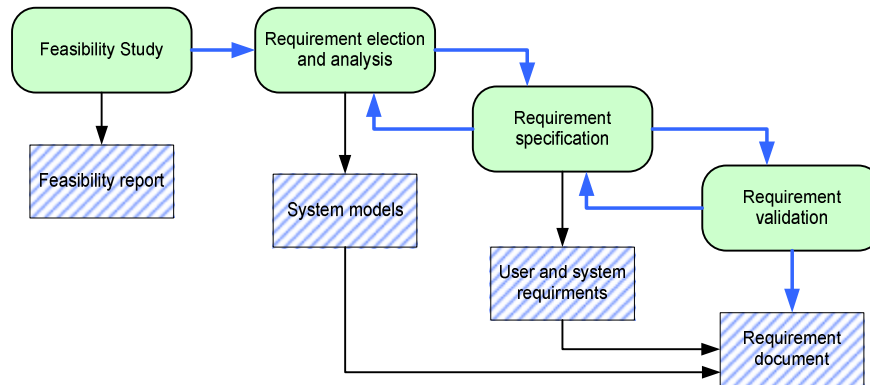 Feasibility Study
Requirement election
and analysis
Requirement
specification
Feasibility report
Requirement
validation
System models
User and system
requirments
Requirement
document